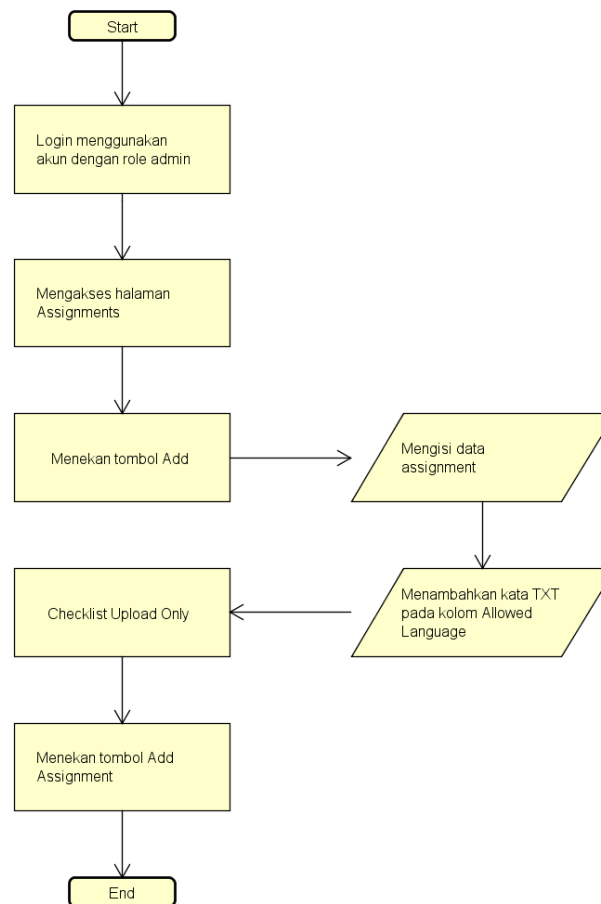 Start
Login menggunakan
akun dengan role admin
Mengakses halaman
Assignments
Menekan tombol Add
Mengisi data
assignment
Menambahkan kata TXT
pada kolom Allowed
Language
Checklist Upload Only
Menekan tombol Add
Assignment
End